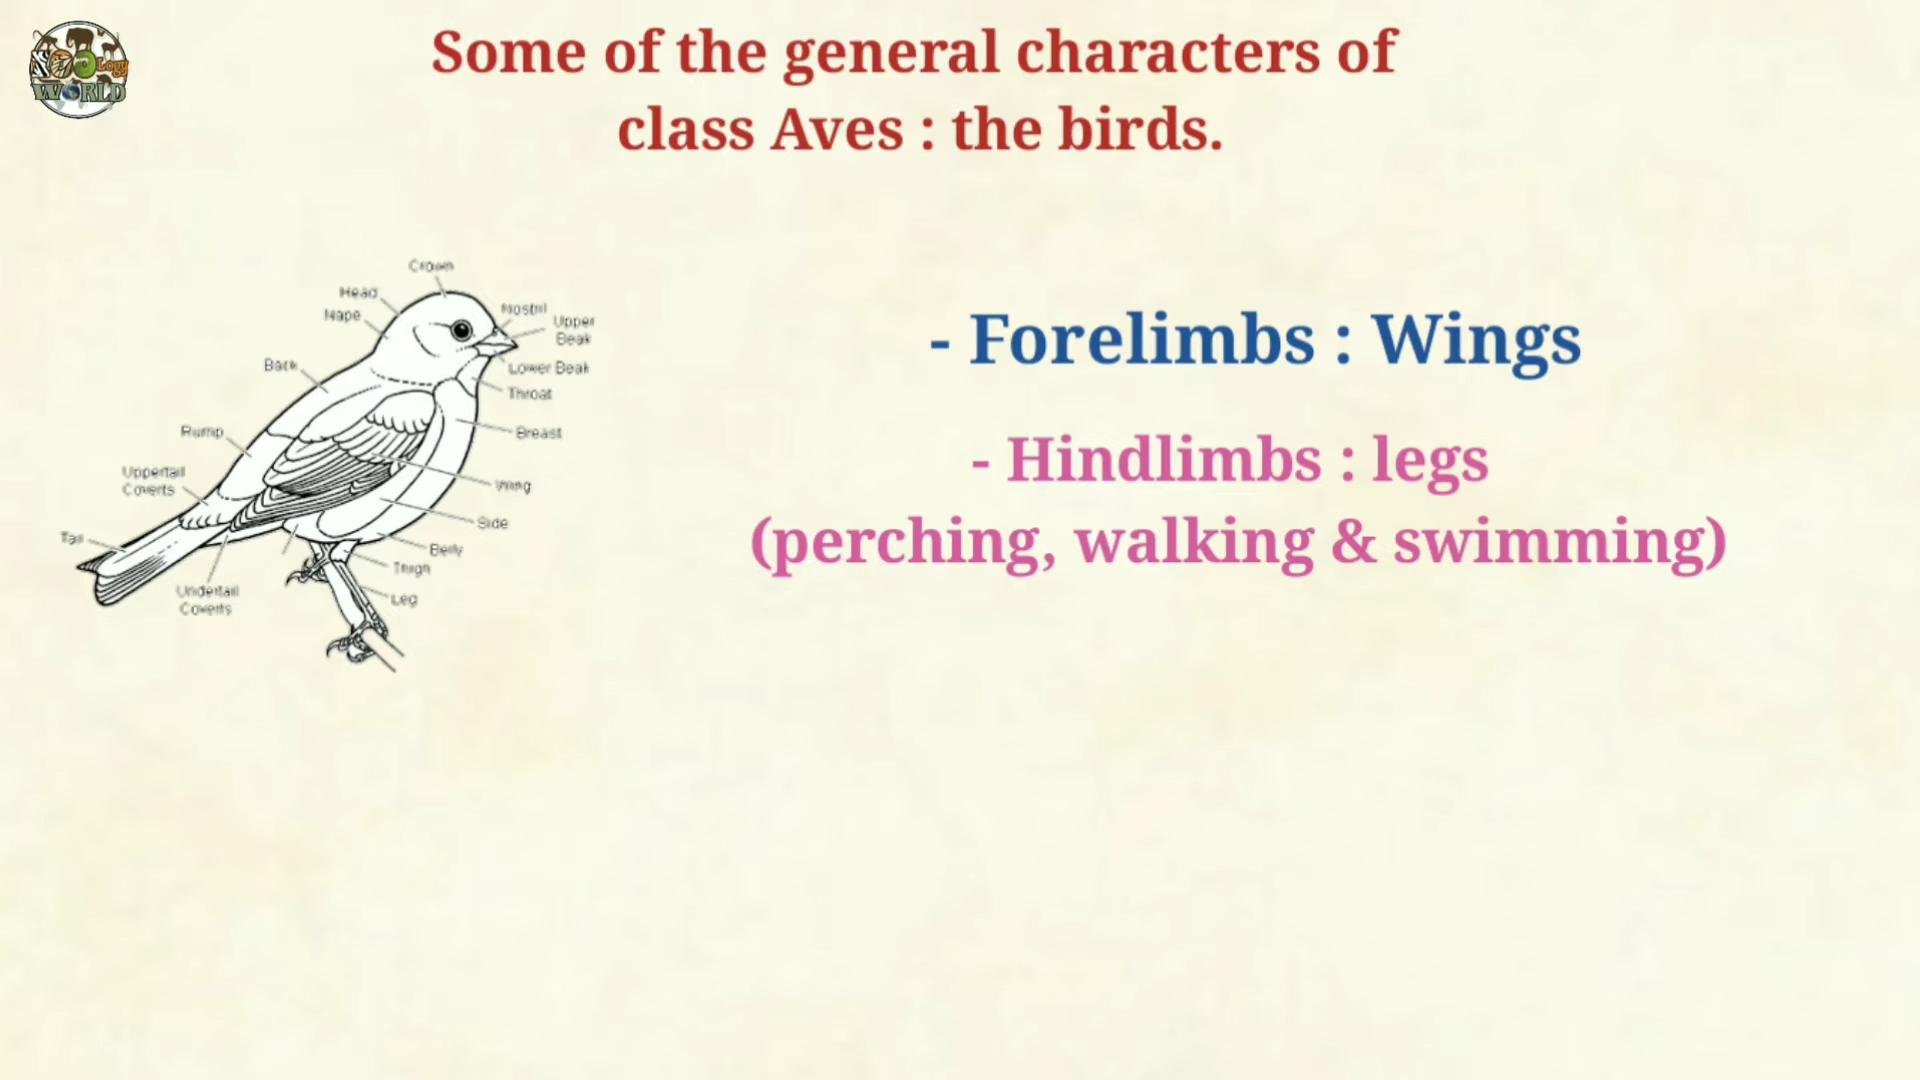 ZOOLogy
WORLD
Some of the general characters of
class Aves : the birds.
Crown
Head
Nape
Nostril
Upper
Beak
Lower Beak
Back
Throat
Rump
Breast
Uppertail
Coverts
Wing
Side
Tail
Belly
Thigh
Undertail
Coverts
Leg
- Forelimbs : Wings
- Hindlimbs : legs
(perching, walking & swimming)